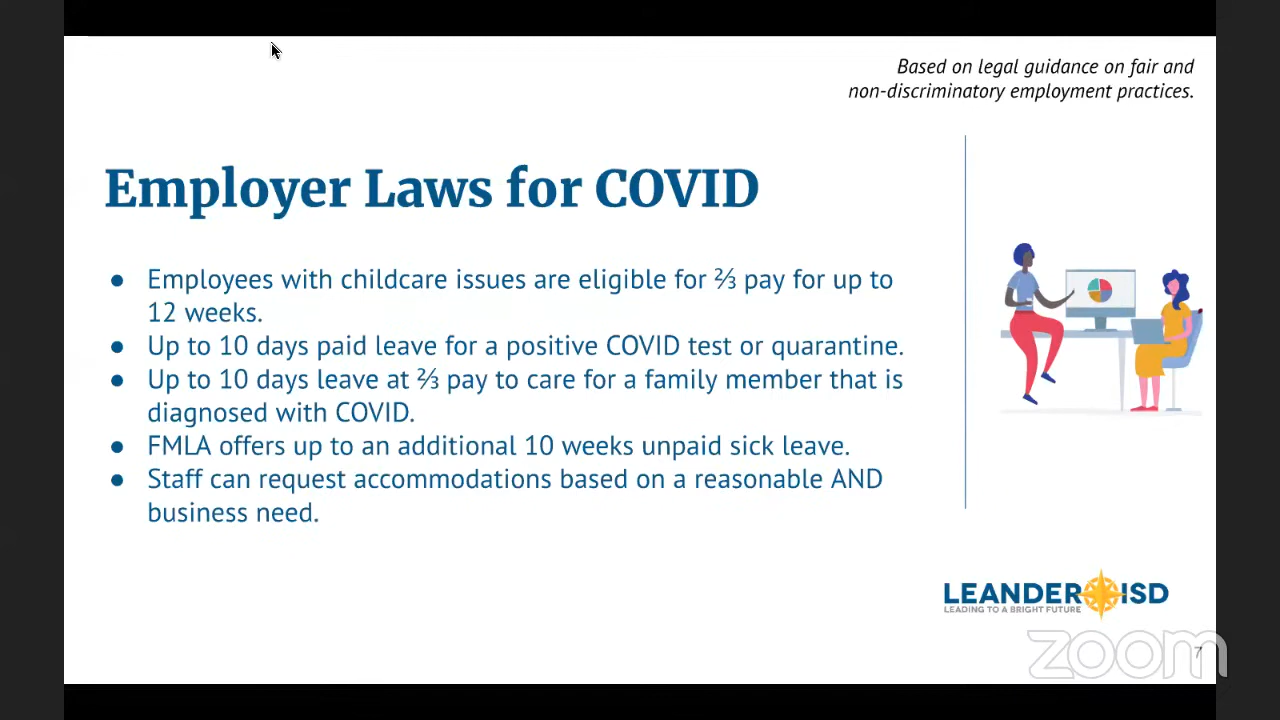 Based on legal guidance on fair and
non-discriminatory employment practices.
Employer Laws for COVID
● Employees with childcare issues are eligible for ⅔ pay for up to
12 weeks.
● Up to 10 days paid leave for a positive COVID test or quarantine.
● Up to 10 days leave at ⅔ pay to care for a family member that is
diagnosed with COVID.
● FMLA offers up to an additional 10 weeks unpaid sick leave.
● Staff can request accommodations based on a reasonable AND
business need.
LEANDER ISD
LEADING TO A BRIGHT FUTURE
zoom
7